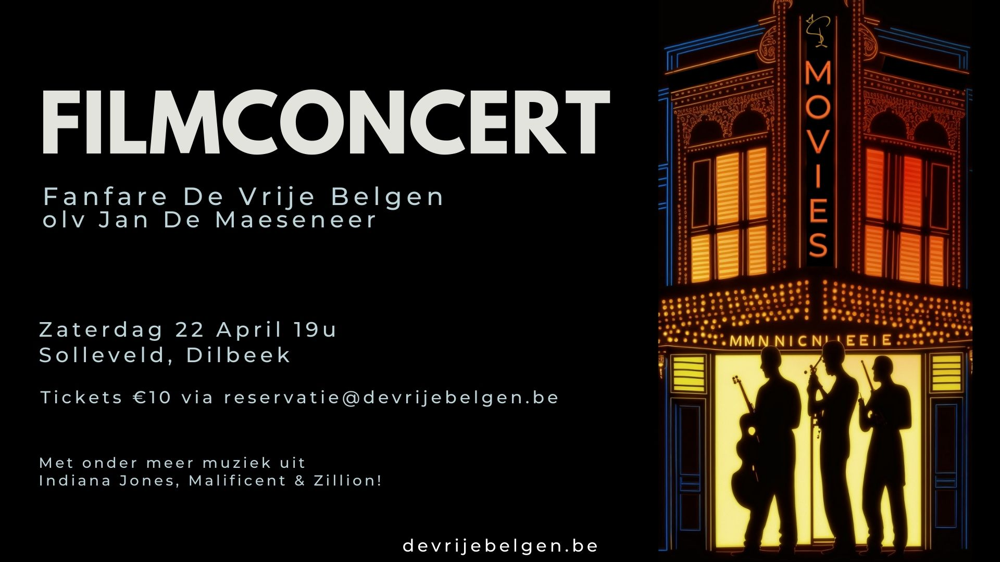 FILMCONCERT
Fanfare De Vrije Belgen
olv Jan De Maeseneer
Zaterdag 22 April 19u
Solleveld, Dilbeek
Tickets €10 via reservatie@devrijebelgen.be
Met onder meer muziek uit
Indiana Jones, Malificent & Zillion!
devrijebelgen.be
MOVIES